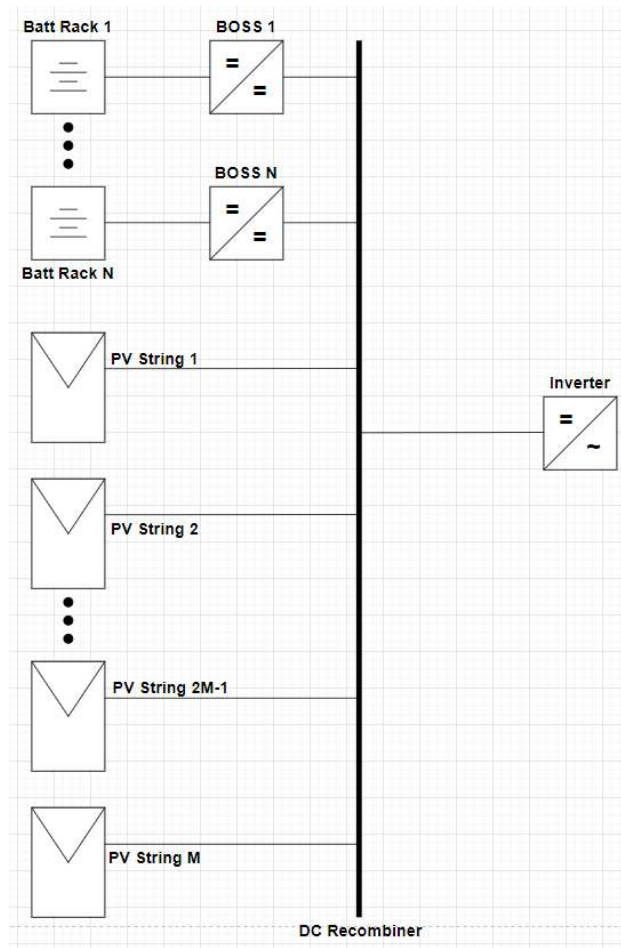 Batt Rack 1
BOSS 1
=
=
BOSS N
=
=
Batt Rack N
PV String 1
Inverter
=
~
PV String 2
PV String 2M-1
PV String M
DC Recombiner